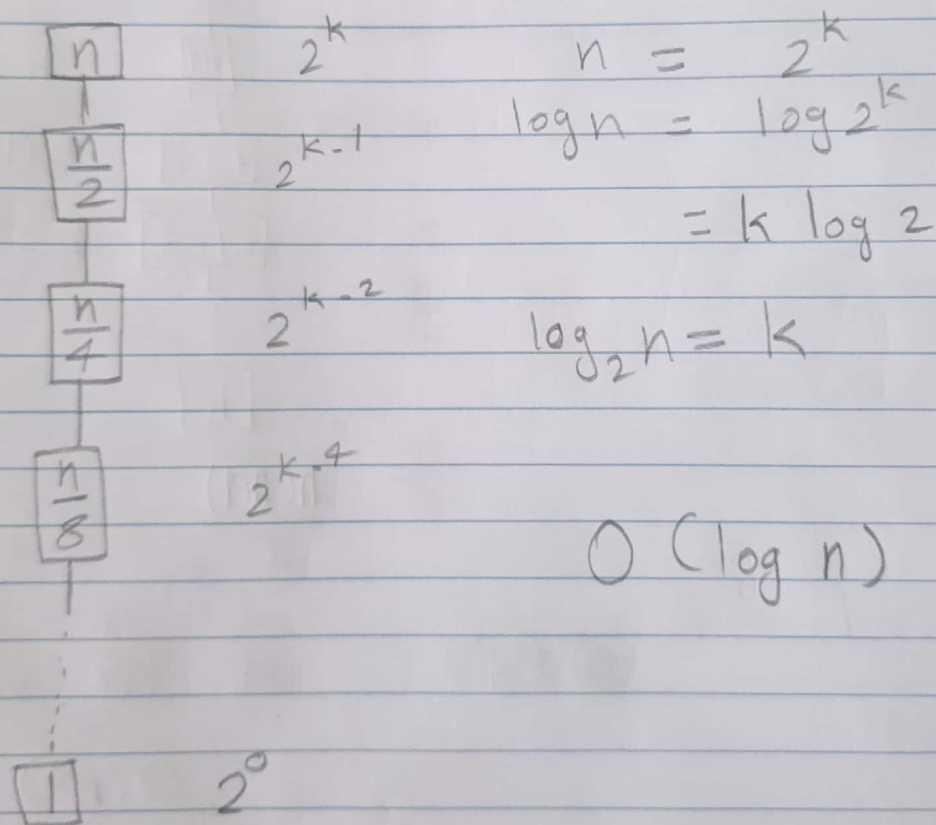 n 2^k n = 2^k
log n = log 2^k
n/2 2^{k-1}
= k log 2
n/4 2^{k-2} log_2 n = k
n/8 2^{k-4}
O (log n)
1 2^0